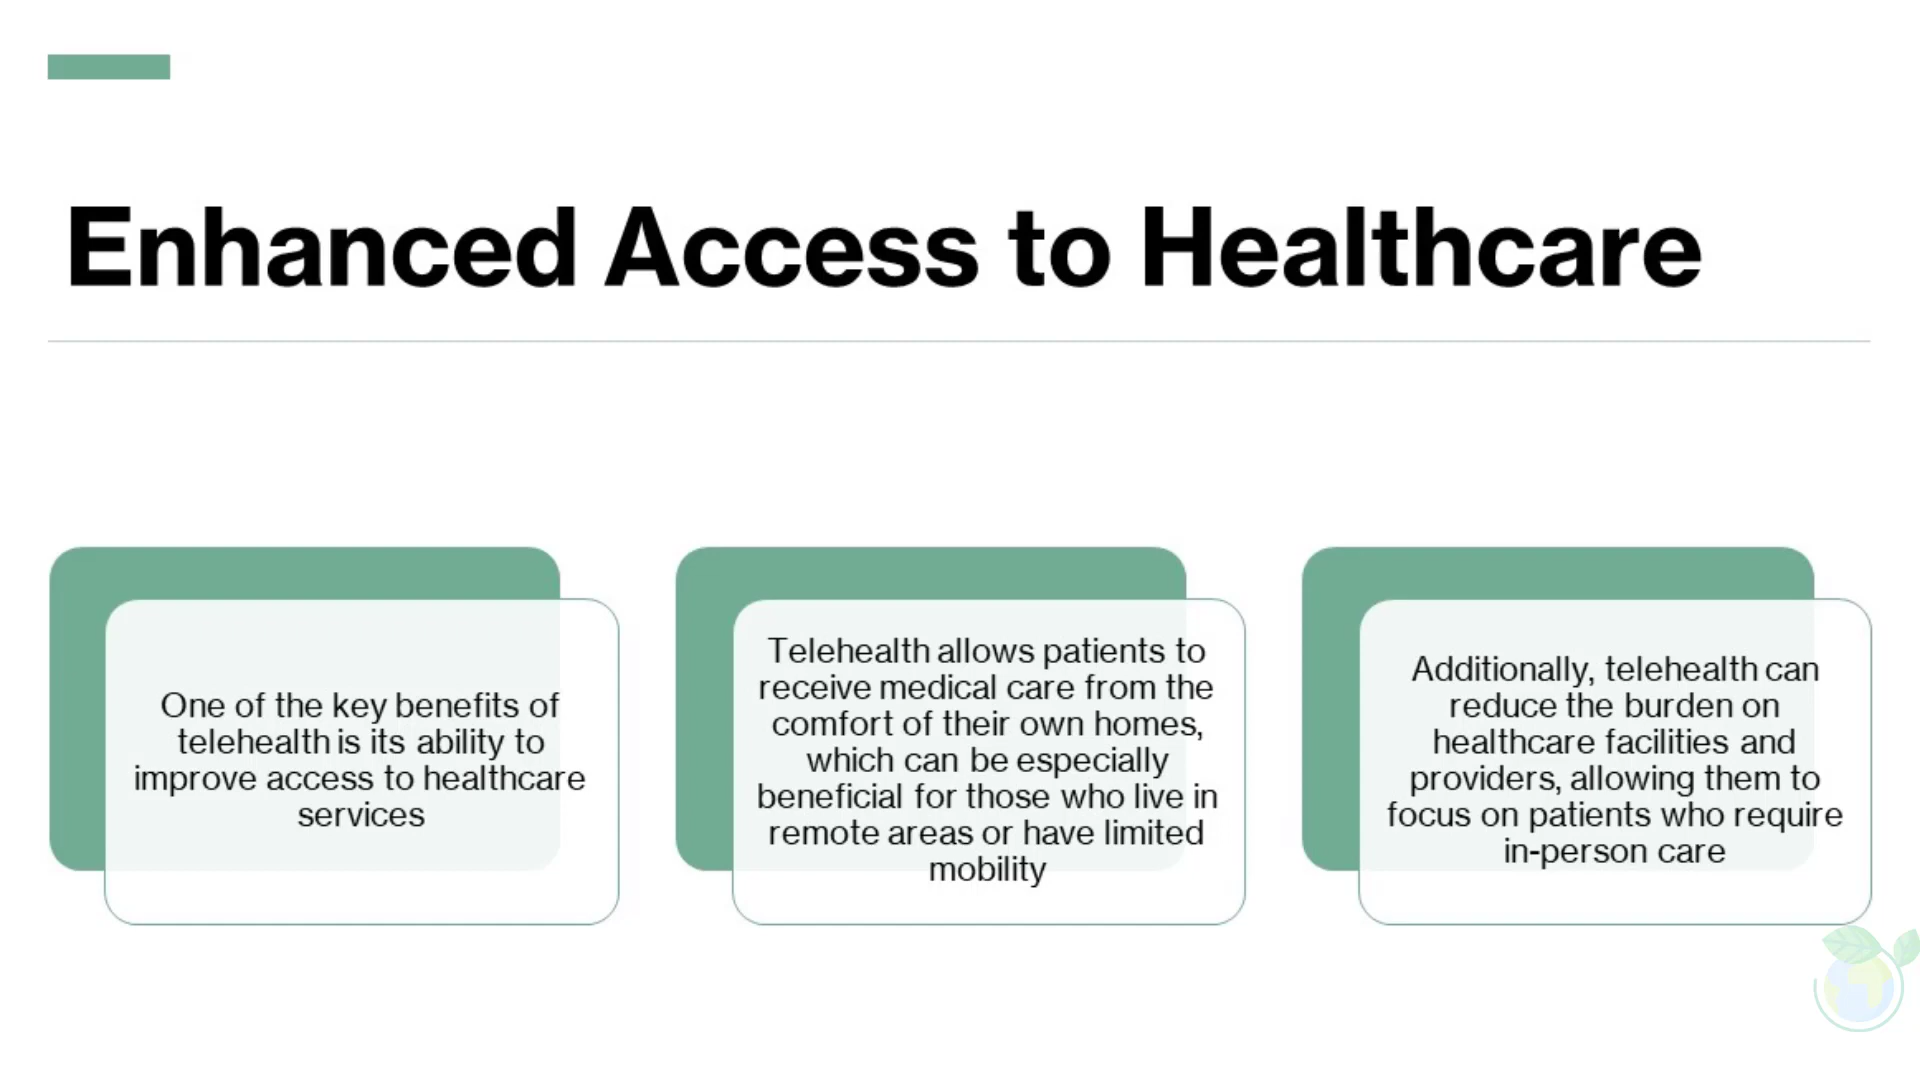 Enhanced Access to Healthcare
One of the key benefits of
telehealth is its ability to
improve access to healthcare
services
Telehealth allows patients to
receive medical care from the
comfort of their own homes,
which can be especially
beneficial for those who live in
remote areas or have limited
mobility
Additionally, telehealth can
reduce the burden on
healthcare facilities and
providers, allowing them to
focus on patients who require
in-person care